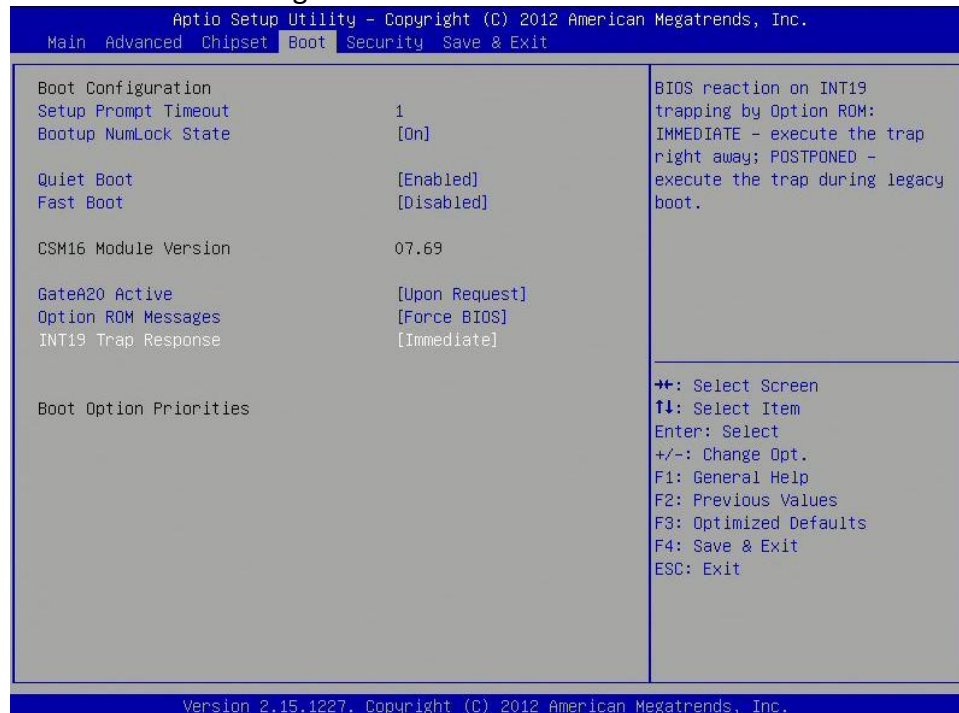 Aptio Setup Utility – Copyright (C) 2012 American Megatrends, Inc.
Main Advanced Chipset Boot Security Save & Exit
Boot Configuration
Setup Prompt Timeout 1
Bootup NumLock State [On]
Quiet Boot [Enabled]
Fast Boot [Disabled]
CSM16 Module Version 07.69
GateA20 Active [Upon Request]
Option ROM Messages [Force BIOS]
INT19 Trap Response [Immediate]
Boot Option Priorities
BIOS reaction on INT19
trapping by Option ROM:
IMMEDIATE – execute the trap
right away; POSTPONED –
execute the trap during legacy
boot.
→←: Select Screen
↑↓: Select Item
Enter: Select
+/-: Change Opt.
F1: General Help
F2: Previous Values
F3: Optimized Defaults
F4: Save & Exit
ESC: Exit
Version 2.15.1227. Copyright (C) 2012 American Megatrends, Inc.